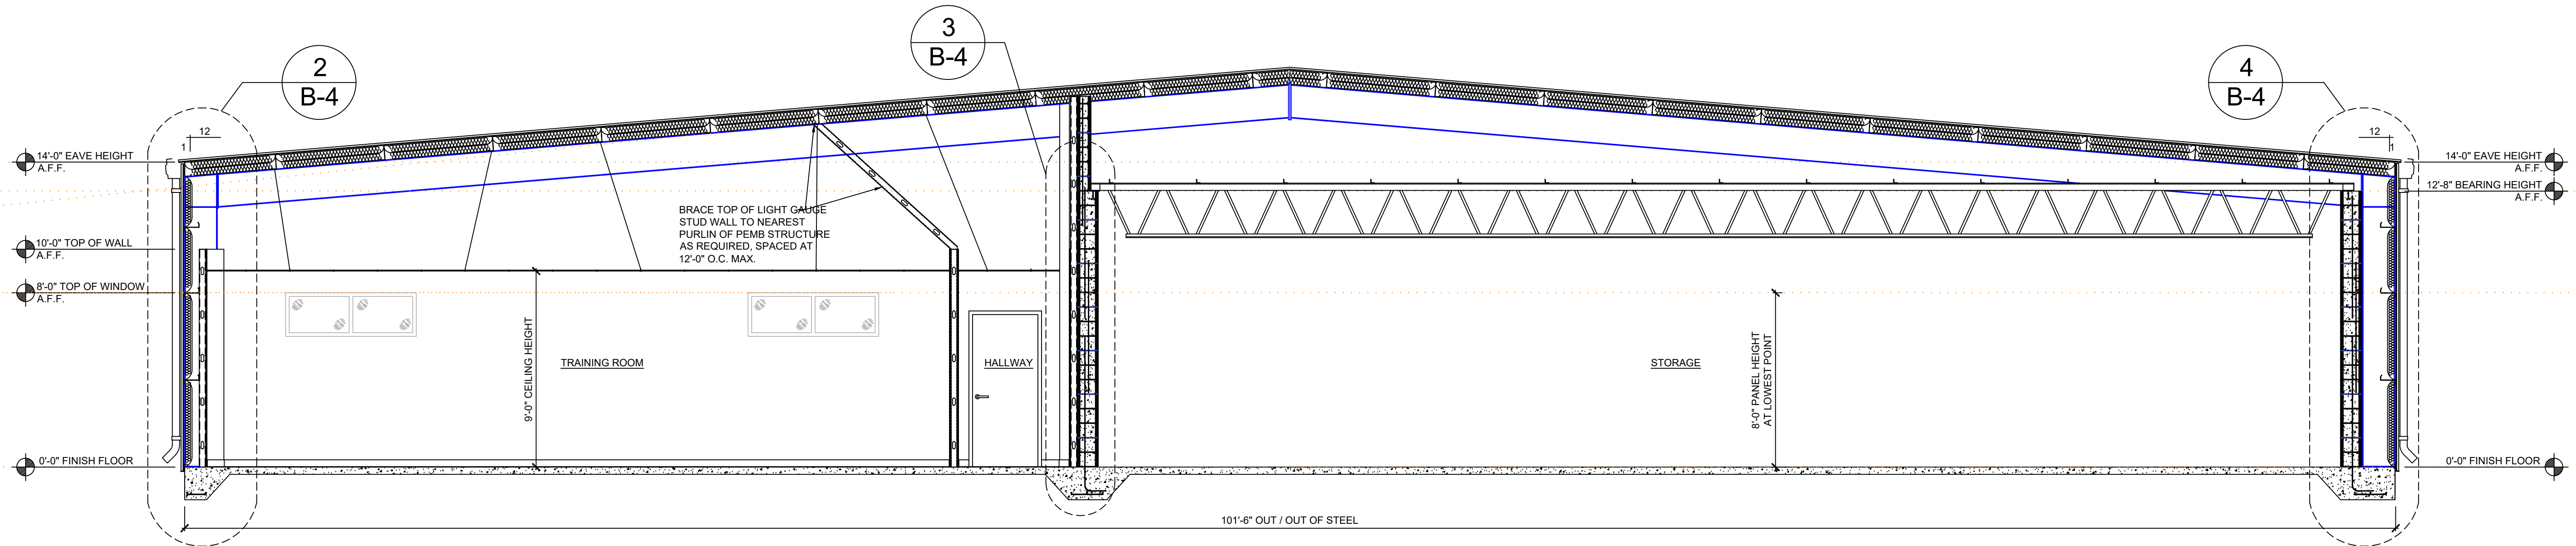 2
B-4
3
B-4
4
B-4
12
1
12
1
14'-0" EAVE HEIGHT
A.F.F.
10'-0" TOP OF WALL
A.F.F.
8'-0" TOP OF WINDOW
A.F.F.
0'-0" FINISH FLOOR
BRACE TOP OF LIGHT GAUGE
STUD WALL TO NEAREST
PURLIN OF PEMB STRUCTURE
AS REQUIRED, SPACED AT
12'-0" O.C. MAX.
9'-0" CEILING HEIGHT
TRAINING ROOM
HALLWAY
STORAGE
8'-0" PANEL HEIGHT
AT LOWEST POINT
14'-0" EAVE HEIGHT
A.F.F.
12'-8" BEARING HEIGHT
A.F.F.
0'-0" FINISH FLOOR
101'-6" OUT / OUT OF STEEL